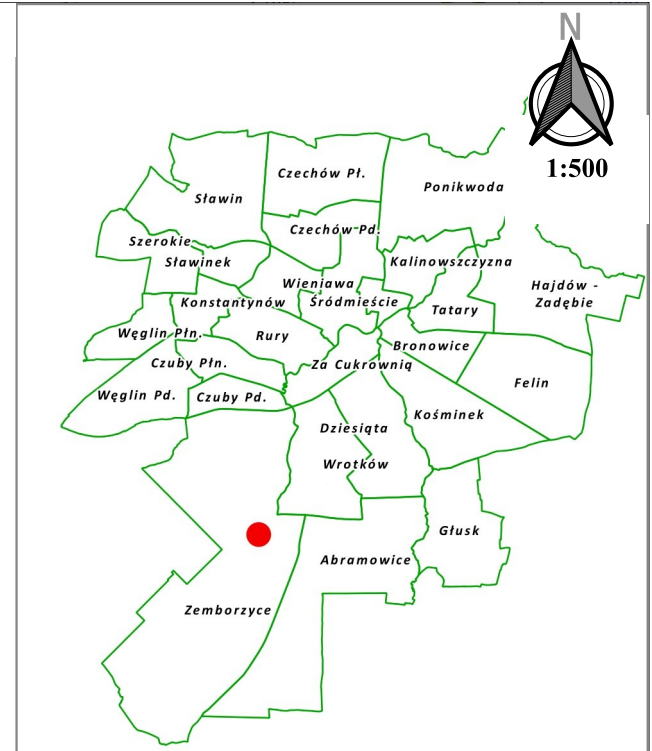 N
1:500
Czechów Pł.
Ponikwoda
Sławin
Czechów Pd.
Szerokie
Sławinek
Kalinowszczyzna
Wieniawa
Hajdów -
Zadębie
Konstantynów
Śródmieście
Tatary
Węglin Płn.
Rury
Bronowice
Czuby Płn.
Za Cukrownią
Felin
Węglin Pd.
Czuby Pd.
Kośminek
Dziesiąta
Wrotków
Głusk
Abramowice
Zemborzyce